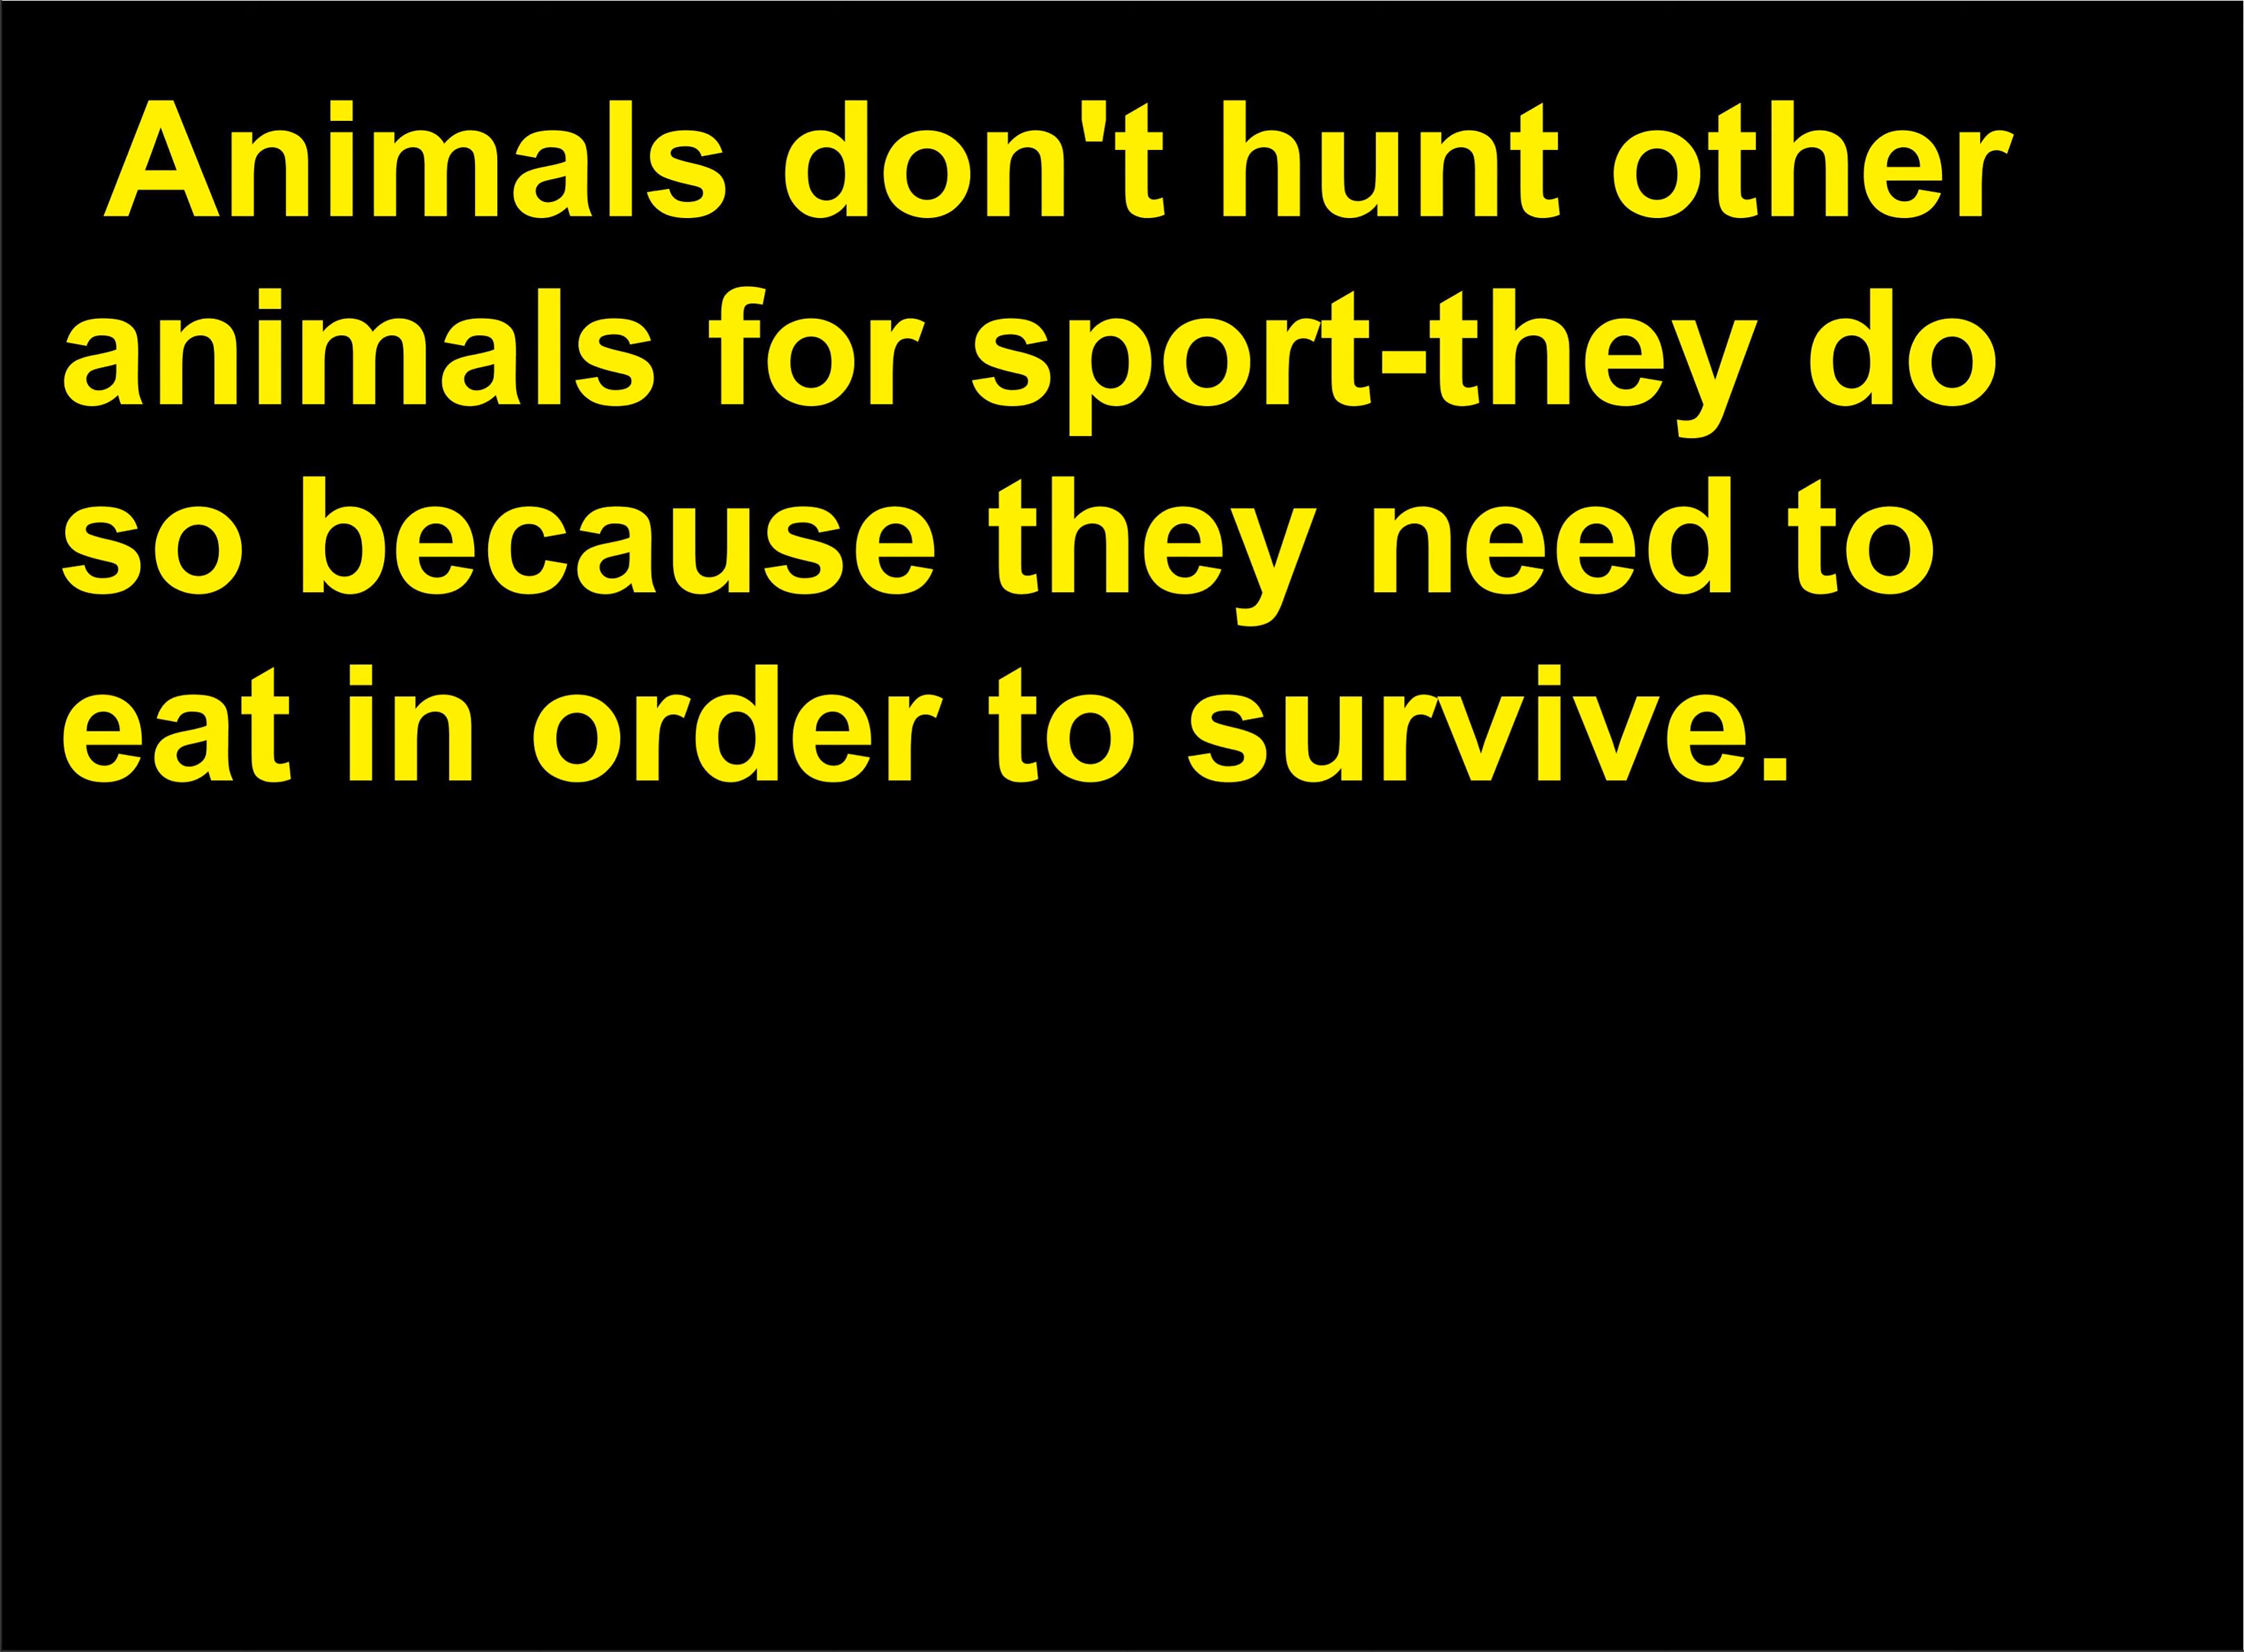 Animals don't hunt other
animals for sport-they do
so because they need to
eat in order to survive.